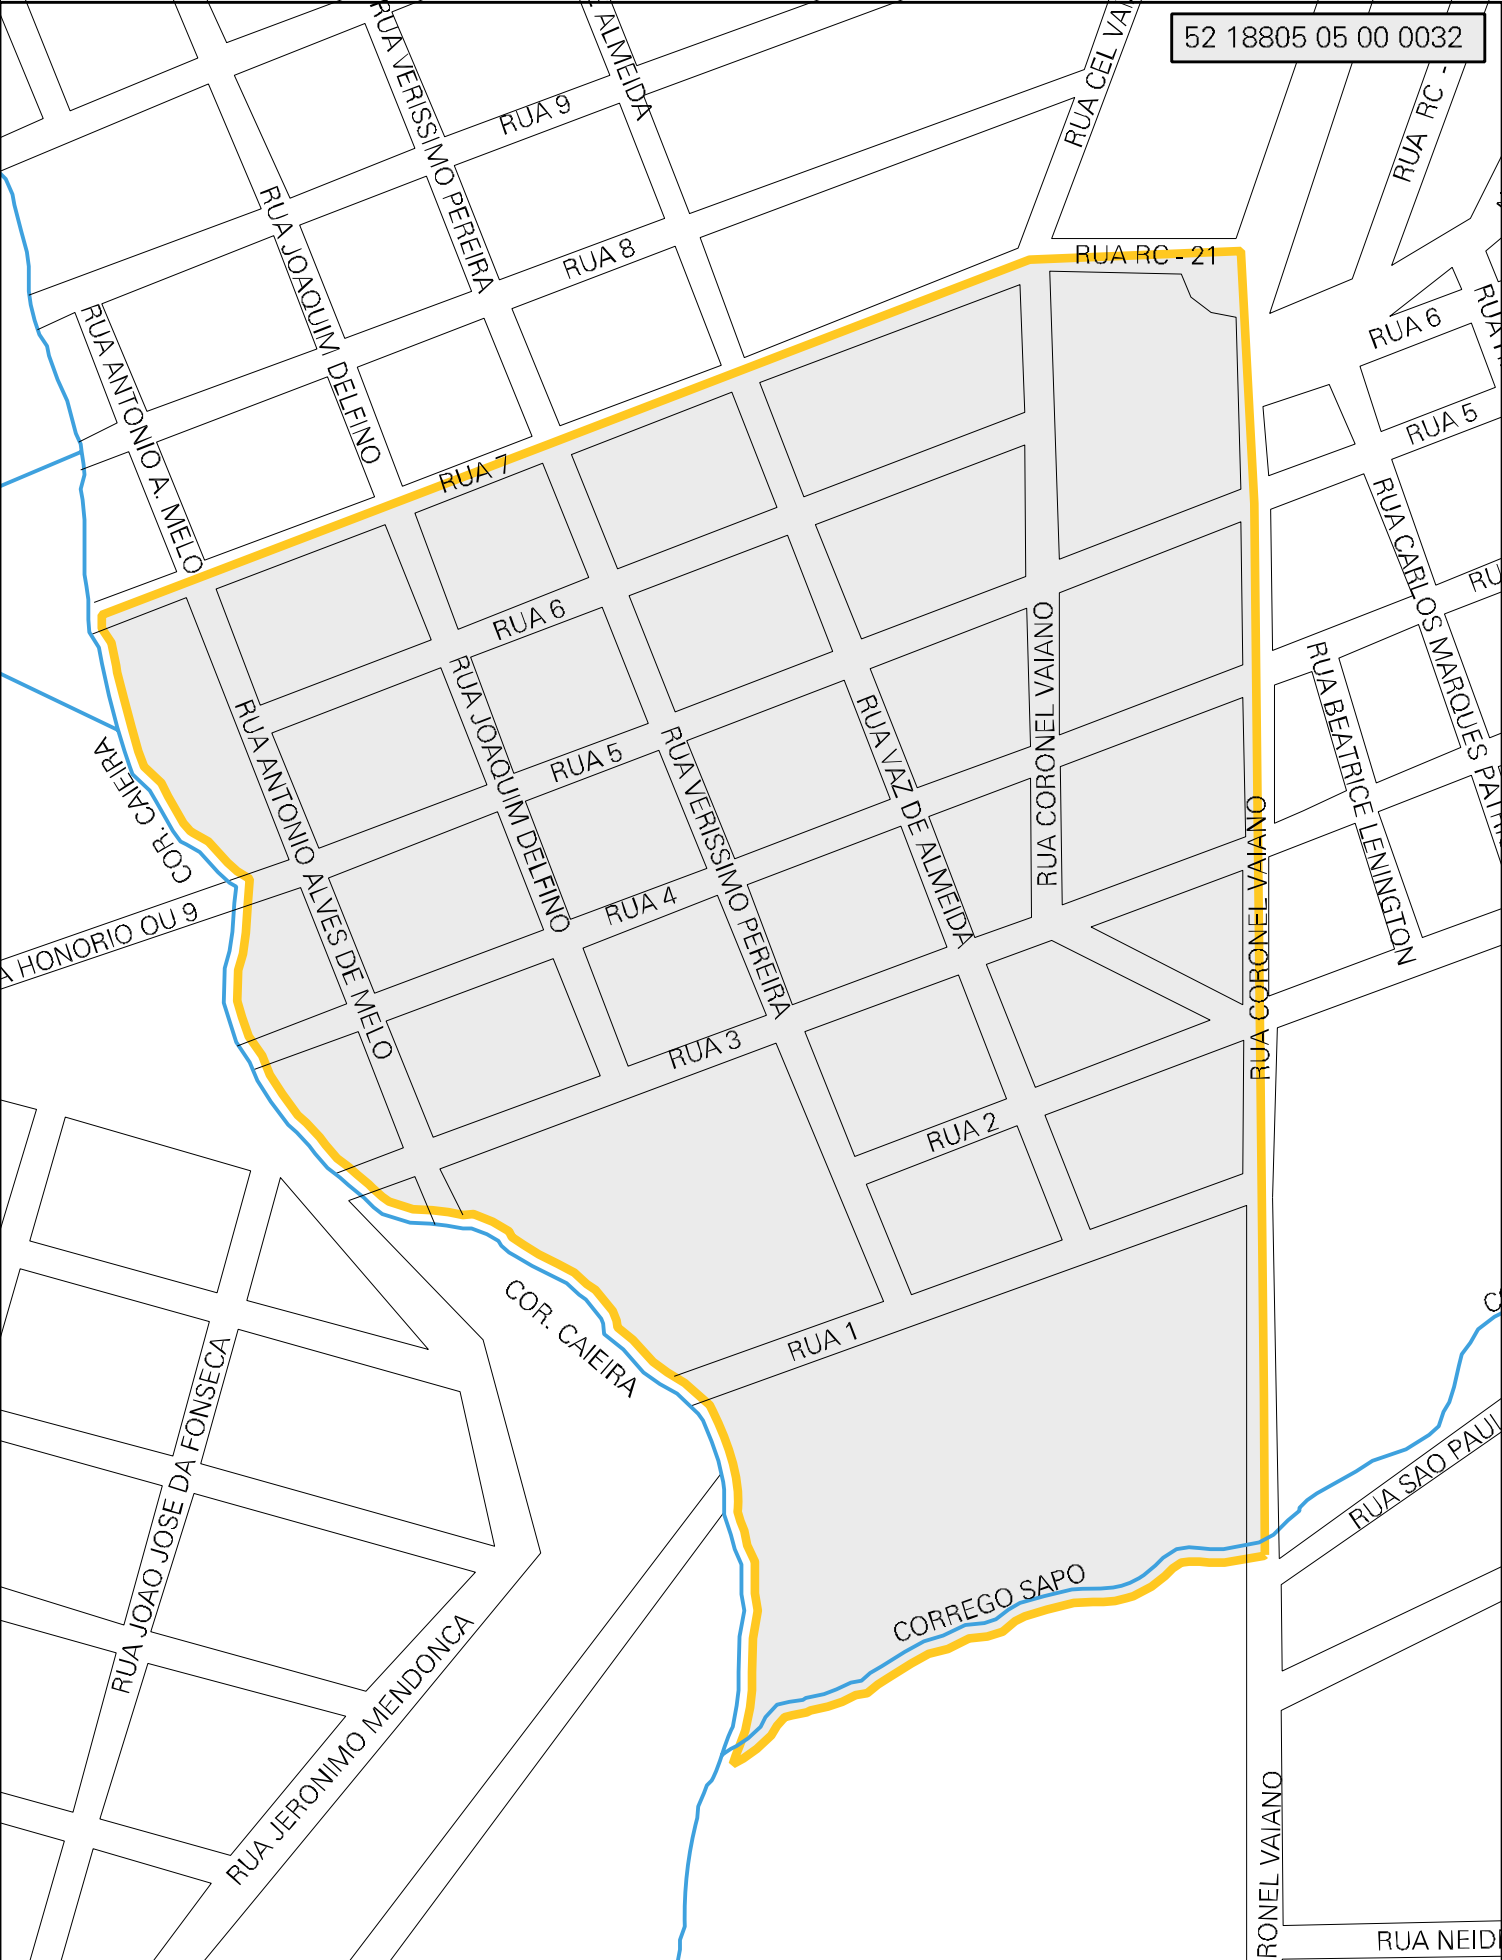 52 18805 05 00 0032
RUA VERISSIMO PEREIRA
ALMEIDA
RUA CEL VAI
RUA RC -
RUA 9
RUA 8
RUA JOAQUIM DELFINO
RUA ANTONIO A. MELO
RUA RC - 21
RUA 6
RUA 5
RUA 7
RUA CARLOS MARQUES PATR
RU
RUA 6
RUA CORONEL VAIANO
RUA BEATRICE LENINGTON
RUA JOAQUIM DELFINO
RUA ANTONIO ALVES DE MELO
RUA VAZ DE ALMEIDA
RUA VERISSIMO PEREIRA
RUA 5
COR. CAIEIRA
RUA CORONEL VAIANO
RUA 4
A HONORIO OU 9
RUA 3
RUA 2
COR. CAIEIRA
RUA 1
RUA JOAO JOSE DA FONSECA
RUA SAO PAUL
CORREGO SAPO
RUA JERONIMO MENDONCA
RONEL VAIANO
RUA NEIDE